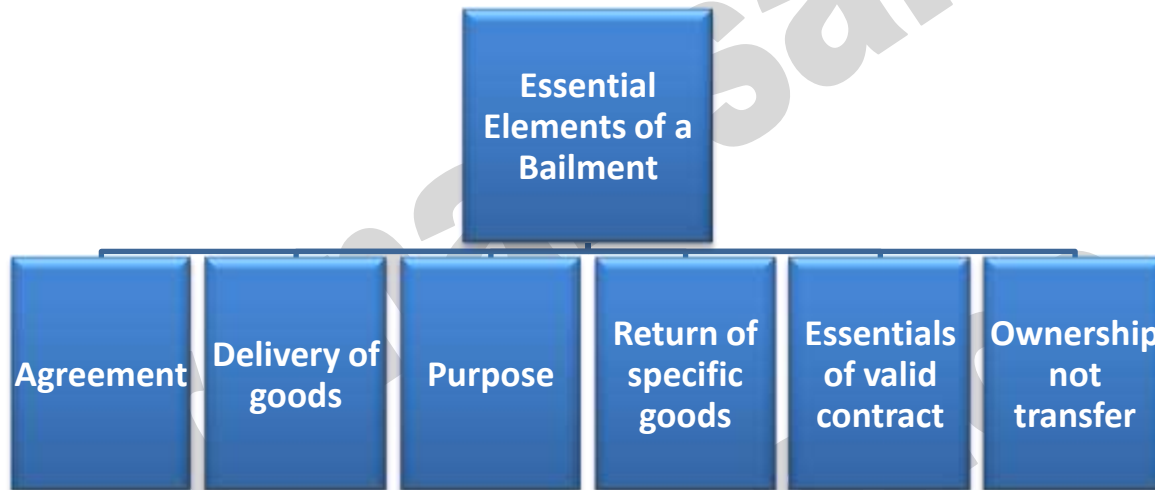 Essential
Elements of a
Bailment
Agreement
Delivery of
goods
Purpose
Return of
specific
goods
Essentials
of valid
contract
Ownership
not
transfer